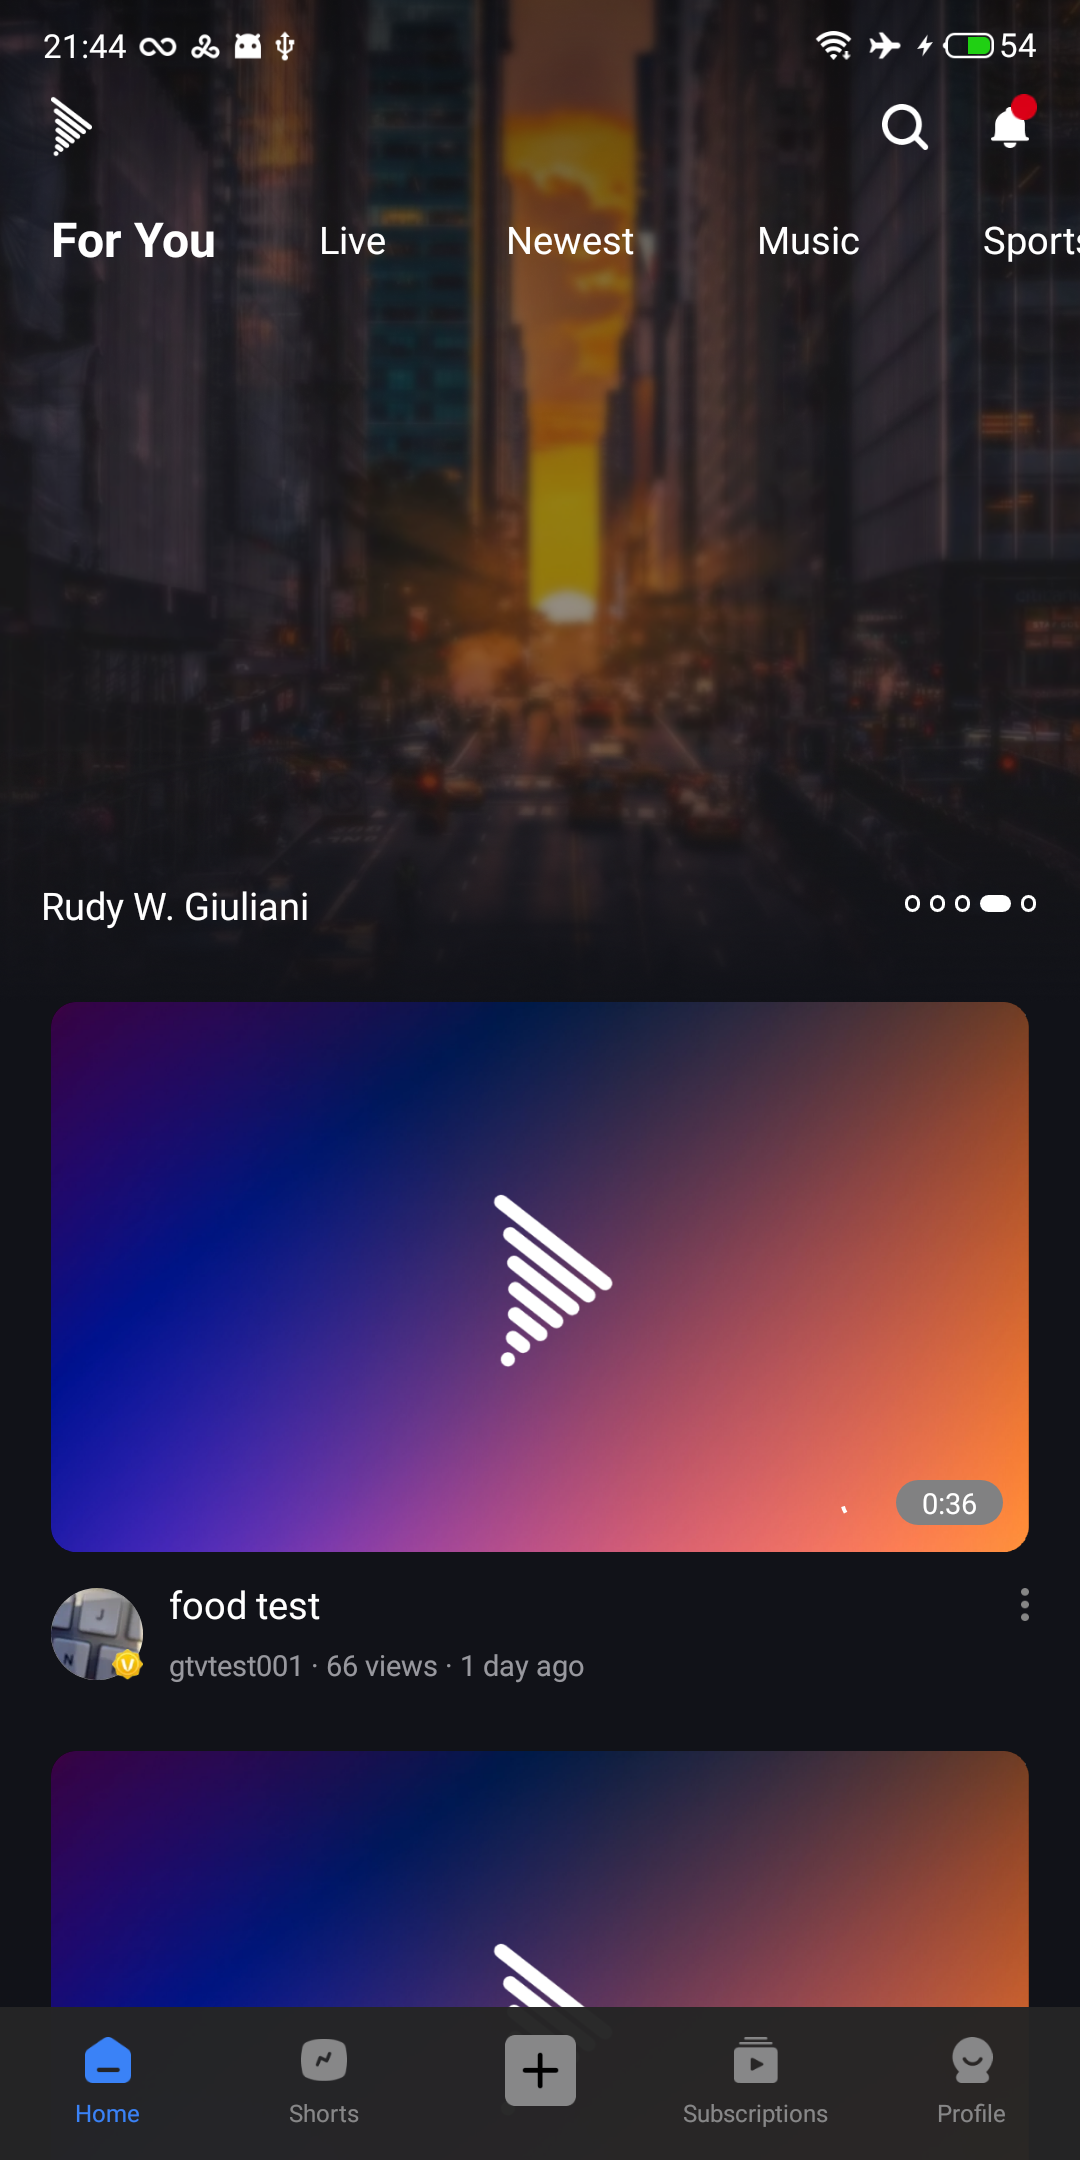 21:44 54
For You Live Newest Music Sports
Rudy W. Giuliani
0:36
food test
gtvtest001 · 66 views · 1 day ago
Home Shorts Subscriptions Profile